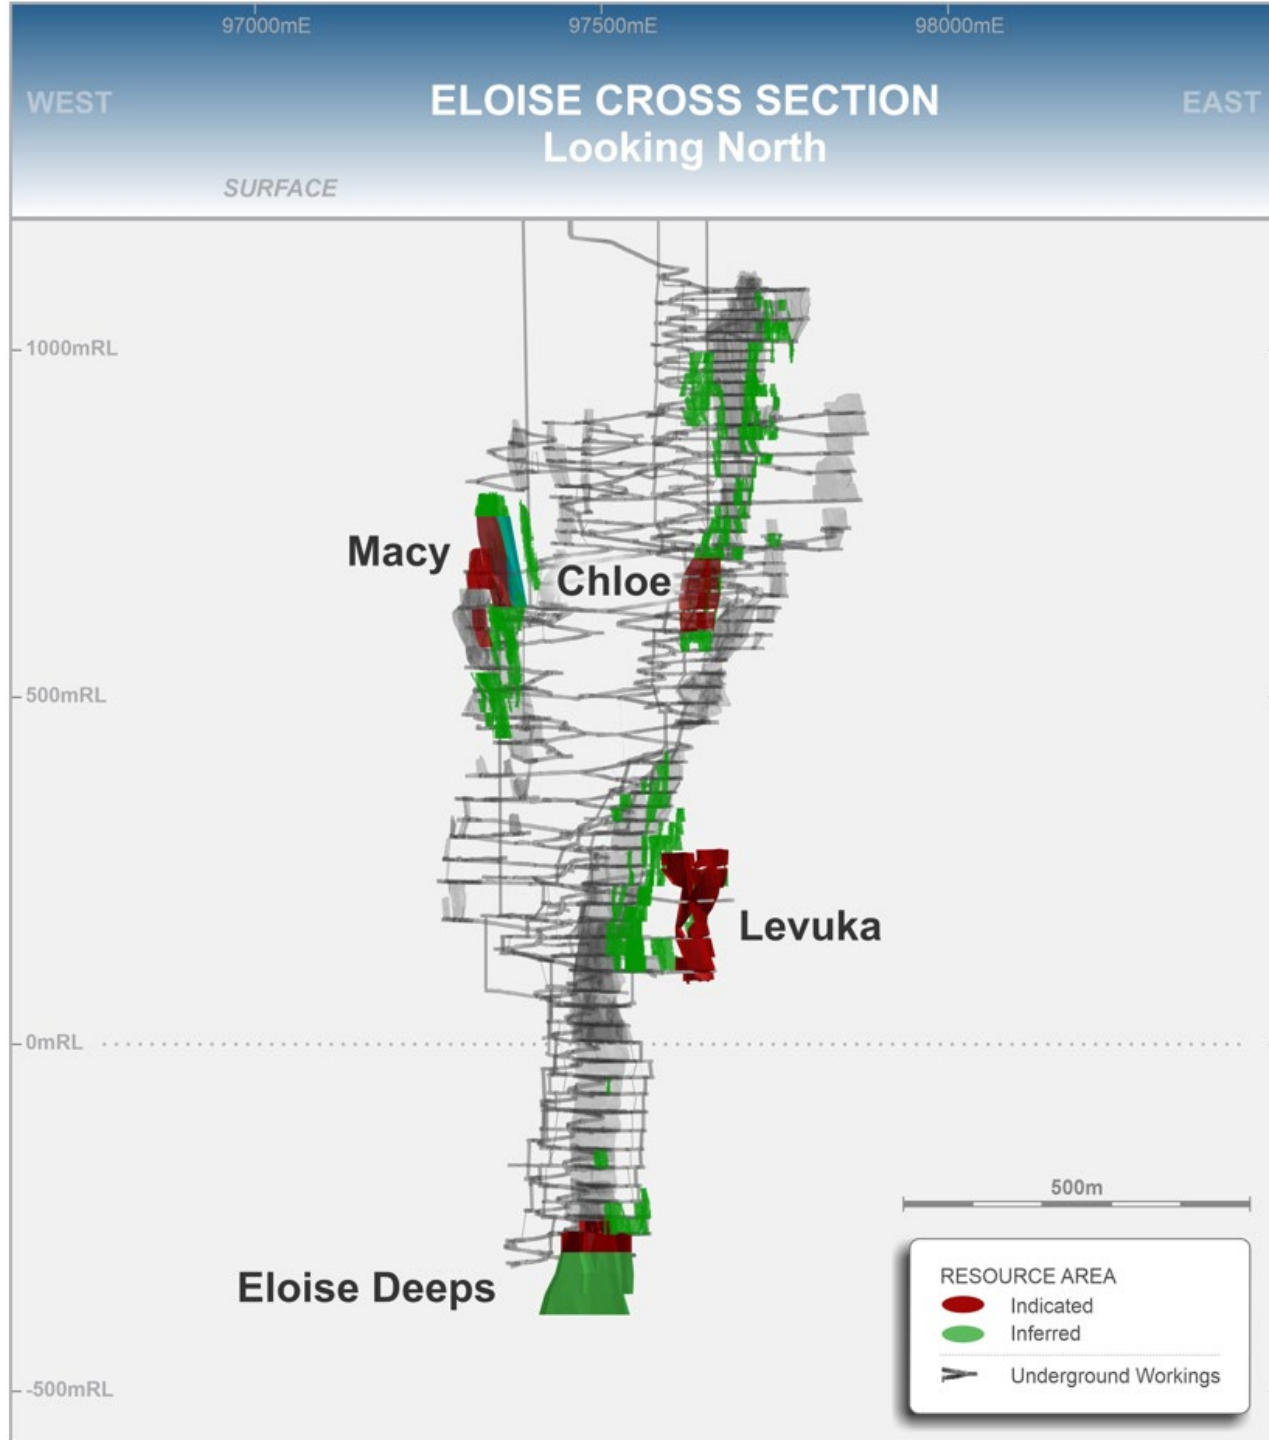 97000mE 97500mE 98000mE
WEST ELOISE CROSS SECTION EAST
Looking North
SURFACE
1000mRL
Macy
Chloe
500mRL
Levuka
0mRL
500m
Eloise Deeps
RESOURCE AREA
Indicated
Inferred
Underground Workings
-500mRL